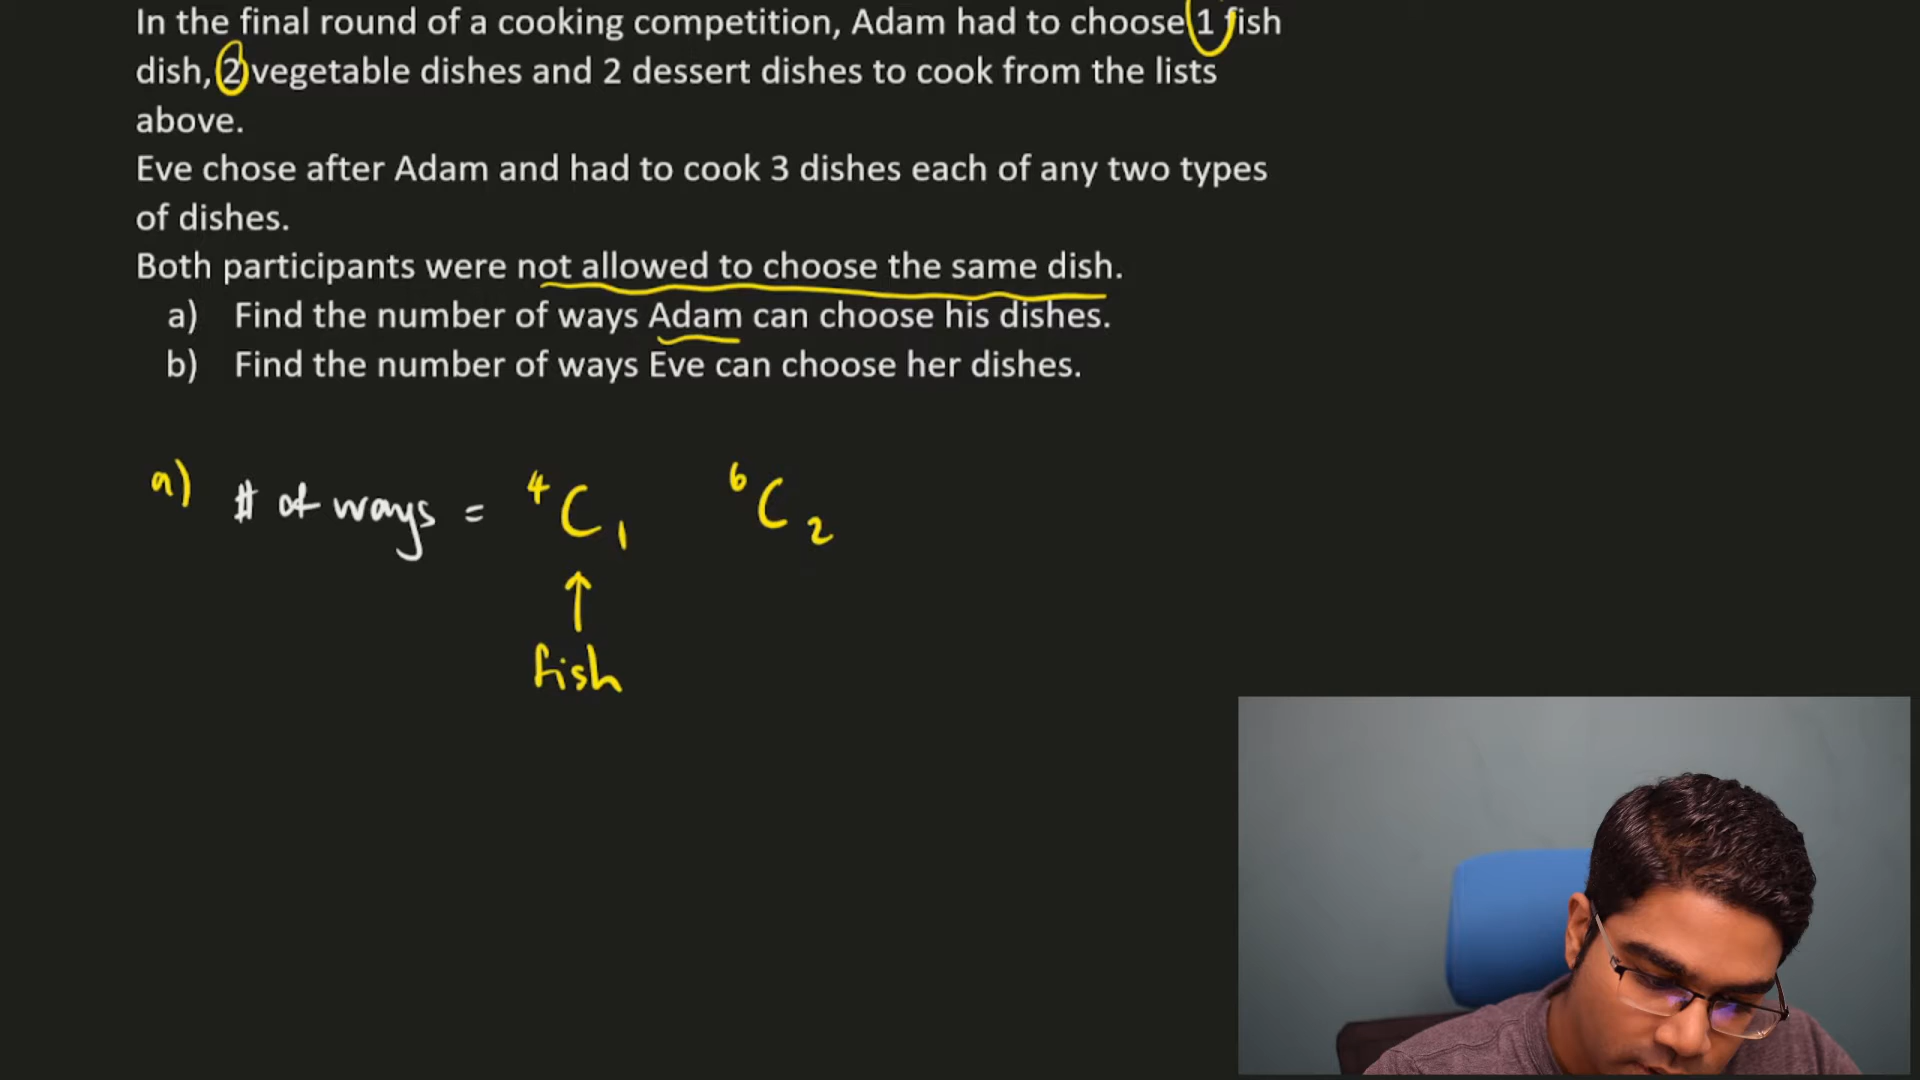 In the final round of a cooking competition, Adam had to choose 1 fish
dish, 2 vegetable dishes and 2 dessert dishes to cook from the lists
above.
Eve chose after Adam and had to cook 3 dishes each of any two types
of dishes.
Both participants were not allowed to choose the same dish.
a) Find the number of ways Adam can choose his dishes.
b) Find the number of ways Eve can choose her dishes.
a) # of ways = ⁴C₁ ⁶C₂
↑
fish